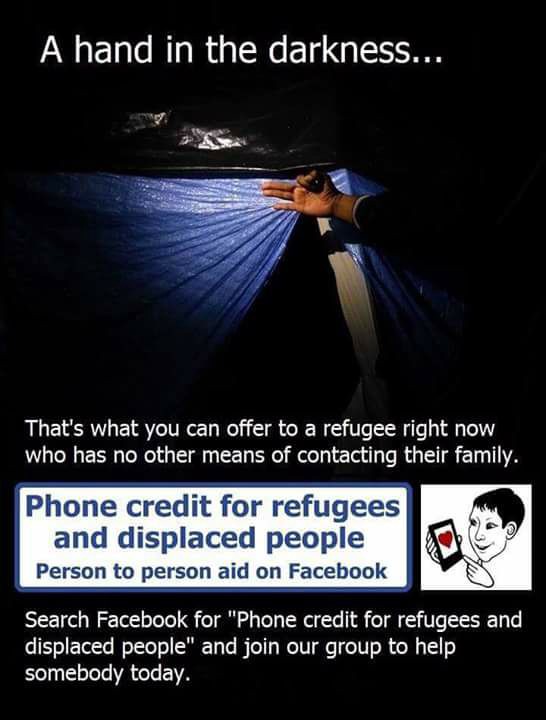 A hand in the darkness...
That's what you can offer to a refugee right now
who has no other means of contacting their family.
Phone credit for refugees
and displaced people
Person to person aid on Facebook
Search Facebook for "Phone credit for refugees and
displaced people" and join our group to help
somebody today.